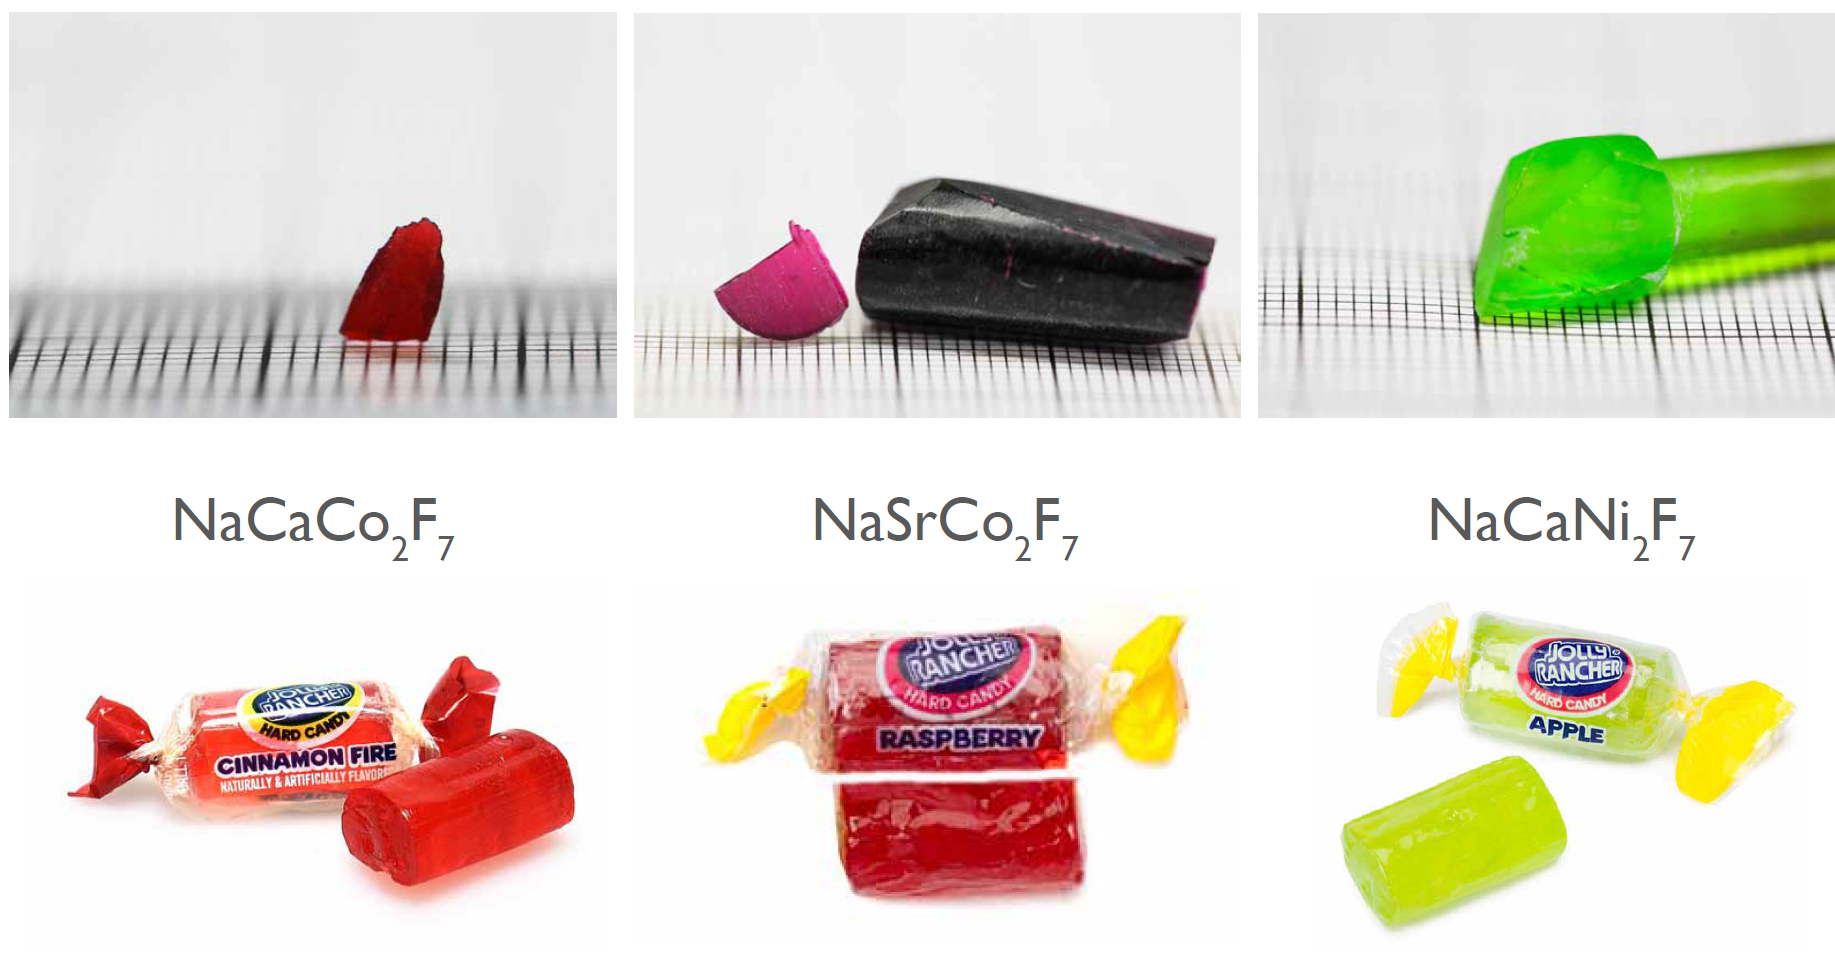 NaCaCo₂F₇
NaSrCo₂F₇
NaCaNi₂F₇
JOLLY
RANCHER
HARD CANDY
CINNAMON FIRE
NATURALLY & ARTIFICIALLY FLAVORE
JOLLY
RANCHER
HARD CANDY
RASPBERRY
JOLLY
RANCHER
HARD CANDY
APPLE